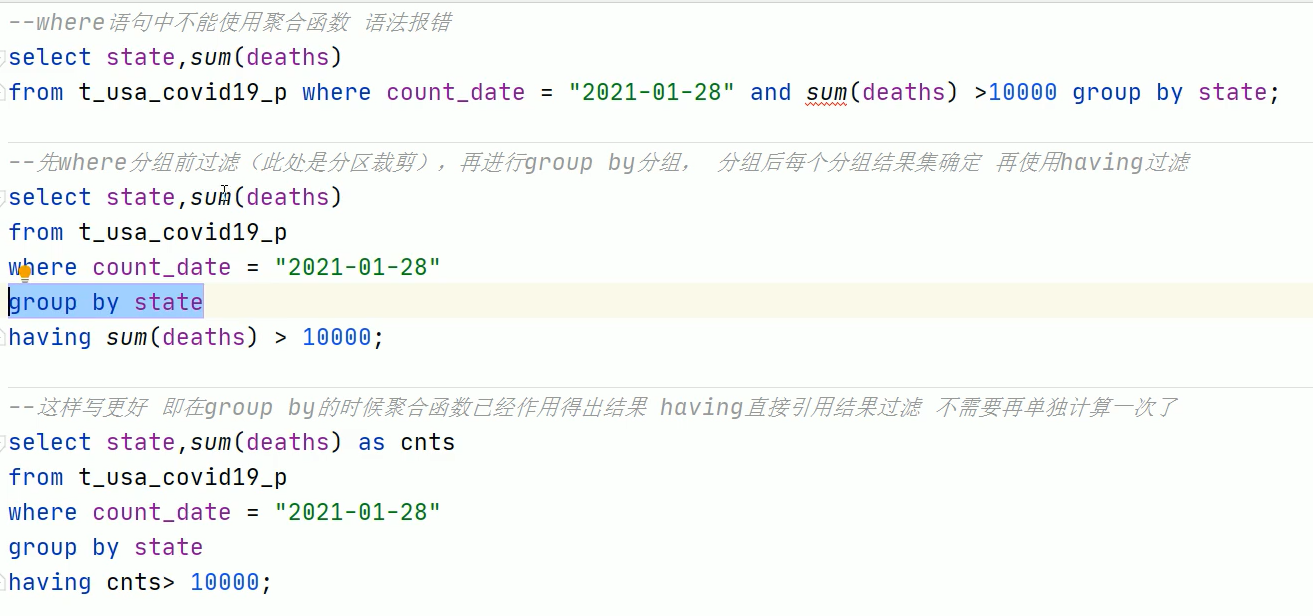 --where语句中不能使用聚合函数 语法报错
select state,sum(deaths)
from t_usa_covid19_p where count_date = "2021-01-28" and sum(deaths) >10000 group by state;
--先where分组前过滤（此处是分区裁剪），再进行group by分组， 分组后每个分组结果集确定 再使用having过滤
select state,sum(deaths)
from t_usa_covid19_p
where count_date = "2021-01-28"
group by state
having sum(deaths) > 10000;
--这样写更好 即在group by的时候聚合函数已经作用得出结果 having直接引用结果过滤 不需要再单独计算一次了
select state,sum(deaths) as cnts
from t_usa_covid19_p
where count_date = "2021-01-28"
group by state
having cnts> 10000;